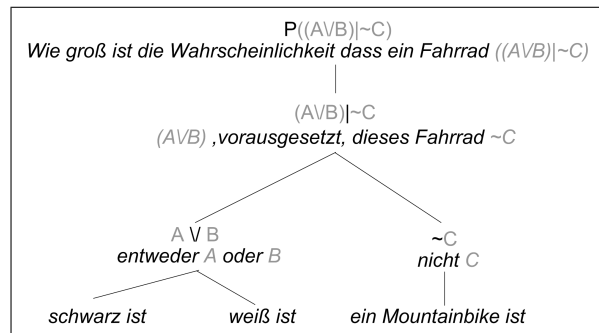 P((A\/B)|~C)
Wie groß ist die Wahrscheinlichkeit dass ein Fahrrad ((A\/B)|~C)
(A\/B)|~C
(A\/B) ,vorausgesetzt, dieses Fahrrad ~C
A \/ B
entweder A oder B
~C
nicht C
schwarz ist
weiß ist
ein Mountainbike ist